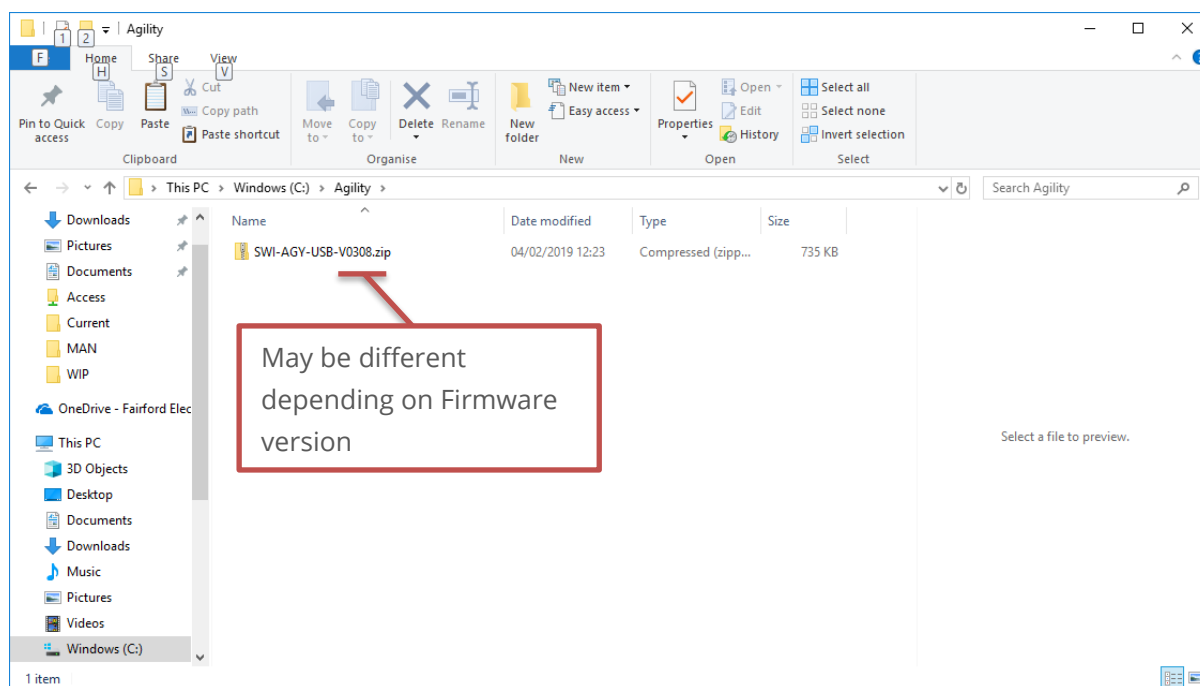 Agility
1 2
F Home Share View
H S V
Cut
Copy path
Paste shortcut
Pin to Quick access
Copy
Paste
Move to
Copy to
Delete
Rename
New folder
New item
Easy access
Properties
Open
Edit
History
Select all
Select none
Invert selection
Clipboard Organise New Open Select
This PC > Windows (C:) > Agility >
Search Agility
Name Date modified Type Size
SWI-AGY-USB-V0308.zip 04/02/2019 12:23 Compressed (zipp... 735 KB
Downloads
Pictures
Documents
Access
Current
MAN
WIP
OneDrive - Fairford Elec
This PC
3D Objects
Desktop
Documents
Downloads
Music
Pictures
Videos
Windows (C:)
May be different
depending on Firmware
version
Select a file to preview.
1 item